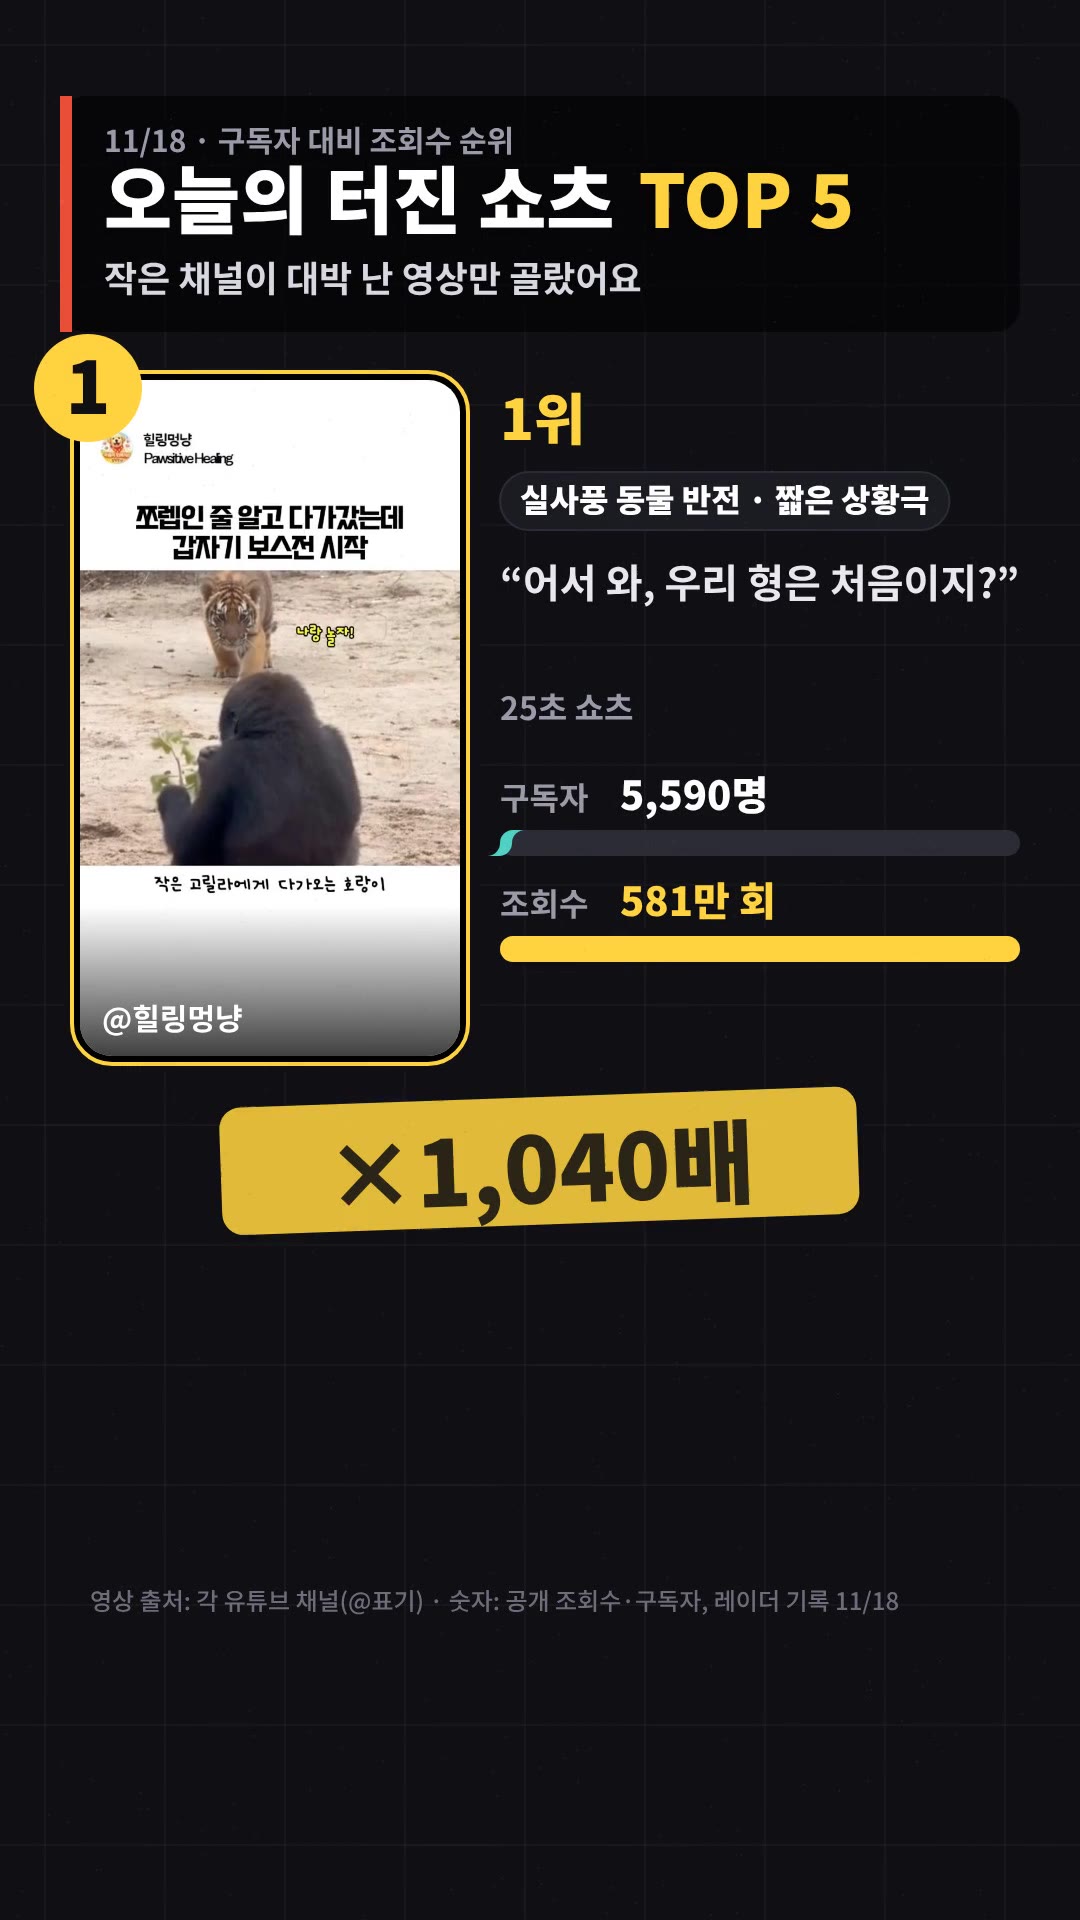 11/18 · 구독자 대비 조회수 순위
오늘의 터진 쇼츠 TOP 5
작은 채널이 대박 난 영상만 골랐어요
1
힐링멍냥
Pawsitive Healing
쪼렙인 줄 알고 다가갔는데
갑자기 보스전 시작
나랑 놀자!
작은 고릴라에게 다가오는 호랑이
@힐링멍냥
1위
실사풍 동물 반전 · 짧은 상황극
“어서 와, 우리 형은 처음이지?”
25초 쇼츠
구독자 5,590명
조회수 581만 회
×1,040배
영상 출처: 각 유튜브 채널(@표기) · 숫자: 공개 조회수·구독자, 레이더 기록 11/18